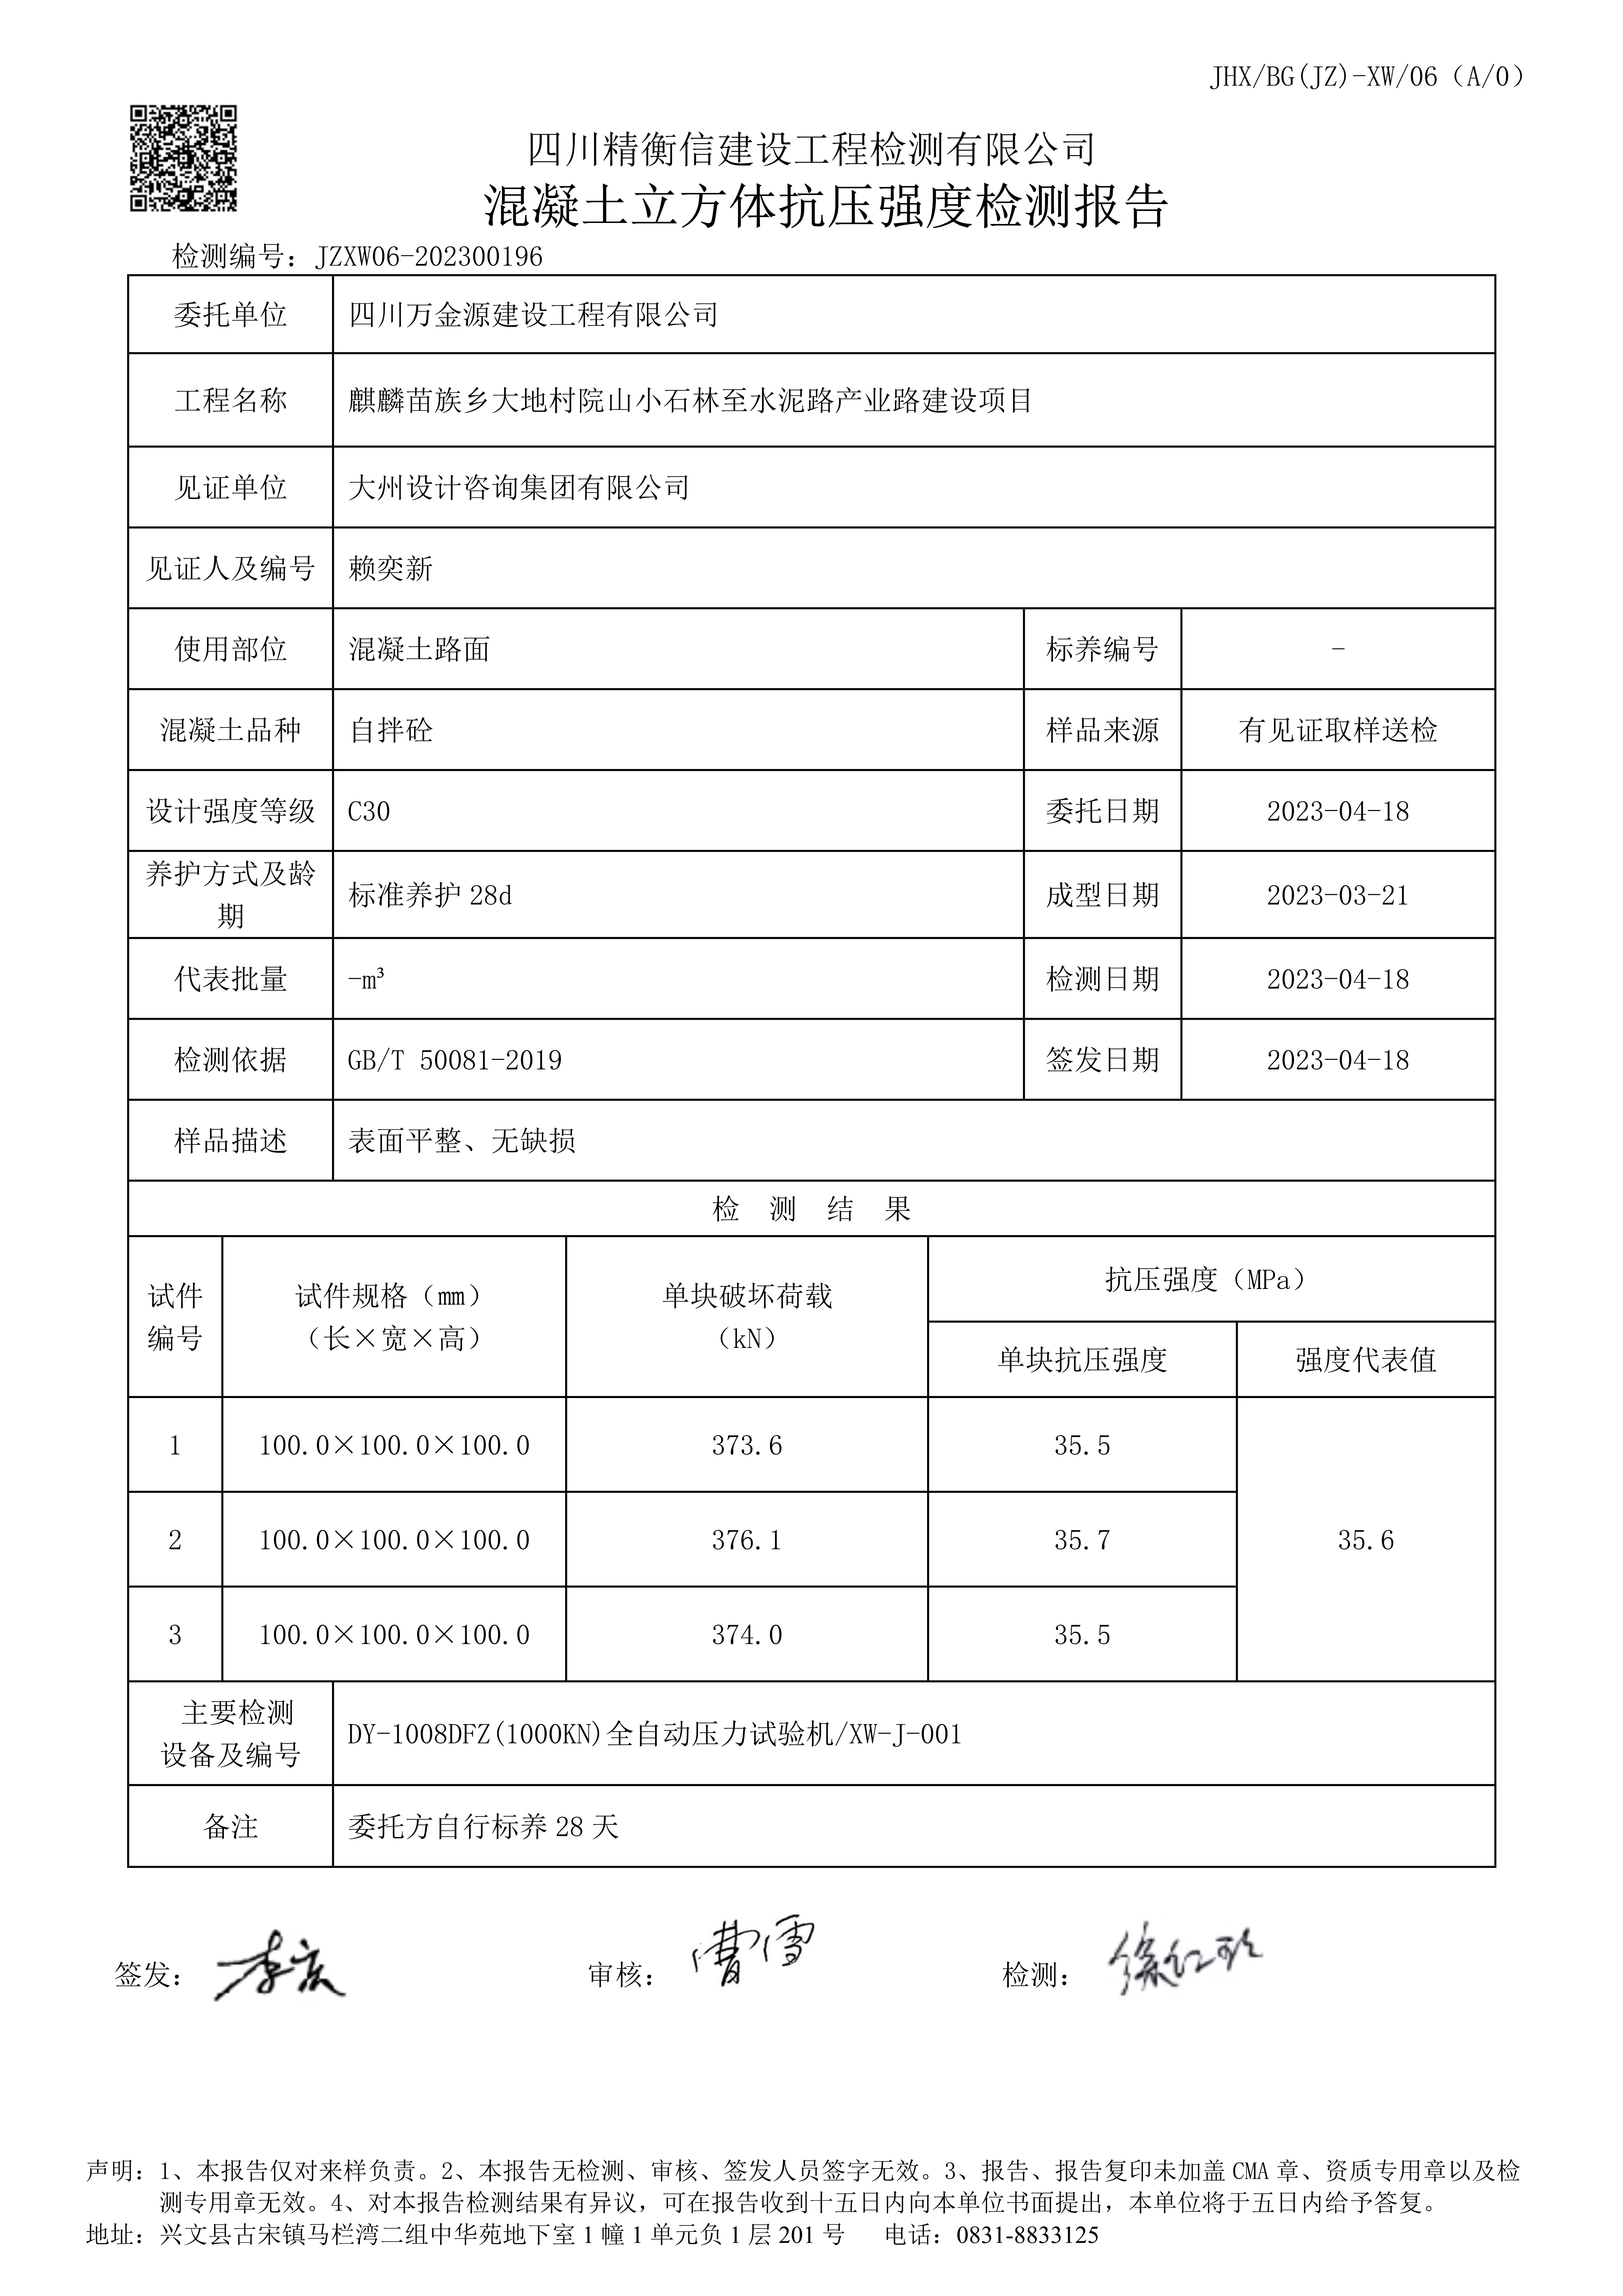 JHX/BG(JZ)-XW/06（A/0）
四川精衡信建设工程检测有限公司
混凝土立方体抗压强度检测报告
检测编号：JZXW06-202300196
委托单位 四川万金源建设工程有限公司
工程名称 麒麟苗族乡大地村院山小石林至水泥路产业路建设项目
见证单位 大州设计咨询集团有限公司
见证人及编号 赖奕新
使用部位 混凝土路面 标养编号 -
混凝土品种 自拌砼 样品来源 有见证取样送检
设计强度等级 C30 委托日期 2023-04-18
养护方式及龄
期
标准养护 28d 成型日期 2023-03-21
代表批量 -m³ 检测日期 2023-04-18
检测依据 GB/T 50081-2019 签发日期 2023-04-18
样品描述 表面平整、无缺损
检 测 结 果
试件
编号
试件规格（mm）
（长×宽×高）
单块破坏荷载
（kN）
抗压强度（MPa）
单块抗压强度 强度代表值
1 100.0×100.0×100.0 373.6 35.5
2 100.0×100.0×100.0 376.1 35.7 35.6
3 100.0×100.0×100.0 374.0 35.5
主要检测
设备及编号
DY-1008DFZ(1000KN)全自动压力试验机/XW-J-001
备注 委托方自行标养 28 天
签发： 审核：曹雪 检测：
声明：1、本报告仅对来样负责。2、本报告无检测、审核、签发人员签字无效。3、报告、报告复印未加盖 CMA 章、资质专用章以及检
测专用章无效。4、对本报告检测结果有异议，可在报告收到十五日内向本单位书面提出，本单位将于五日内给予答复。
地址：兴文县古宋镇马栏湾二组中华苑地下室 1 幢 1 单元负 1 层 201 号 电话：0831-8833125